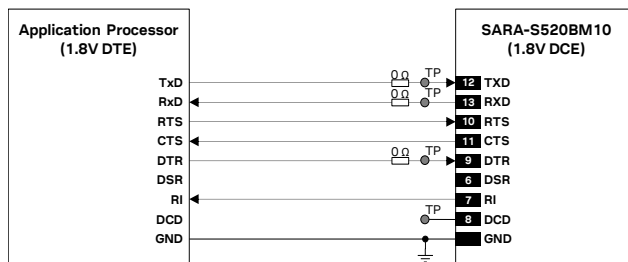 Application Processor
(1.8V DTE)
SARA-S520BM10
(1.8V DCE)
TxD 0 Ω TP 12 TXD
RxD 0 Ω TP 13 RXD
RTS 10 RTS
CTS 11 CTS
DTR 0 Ω TP 9 DTR
DSR 6 DSR
RI 7 RI
DCD TP 8 DCD
GND GND